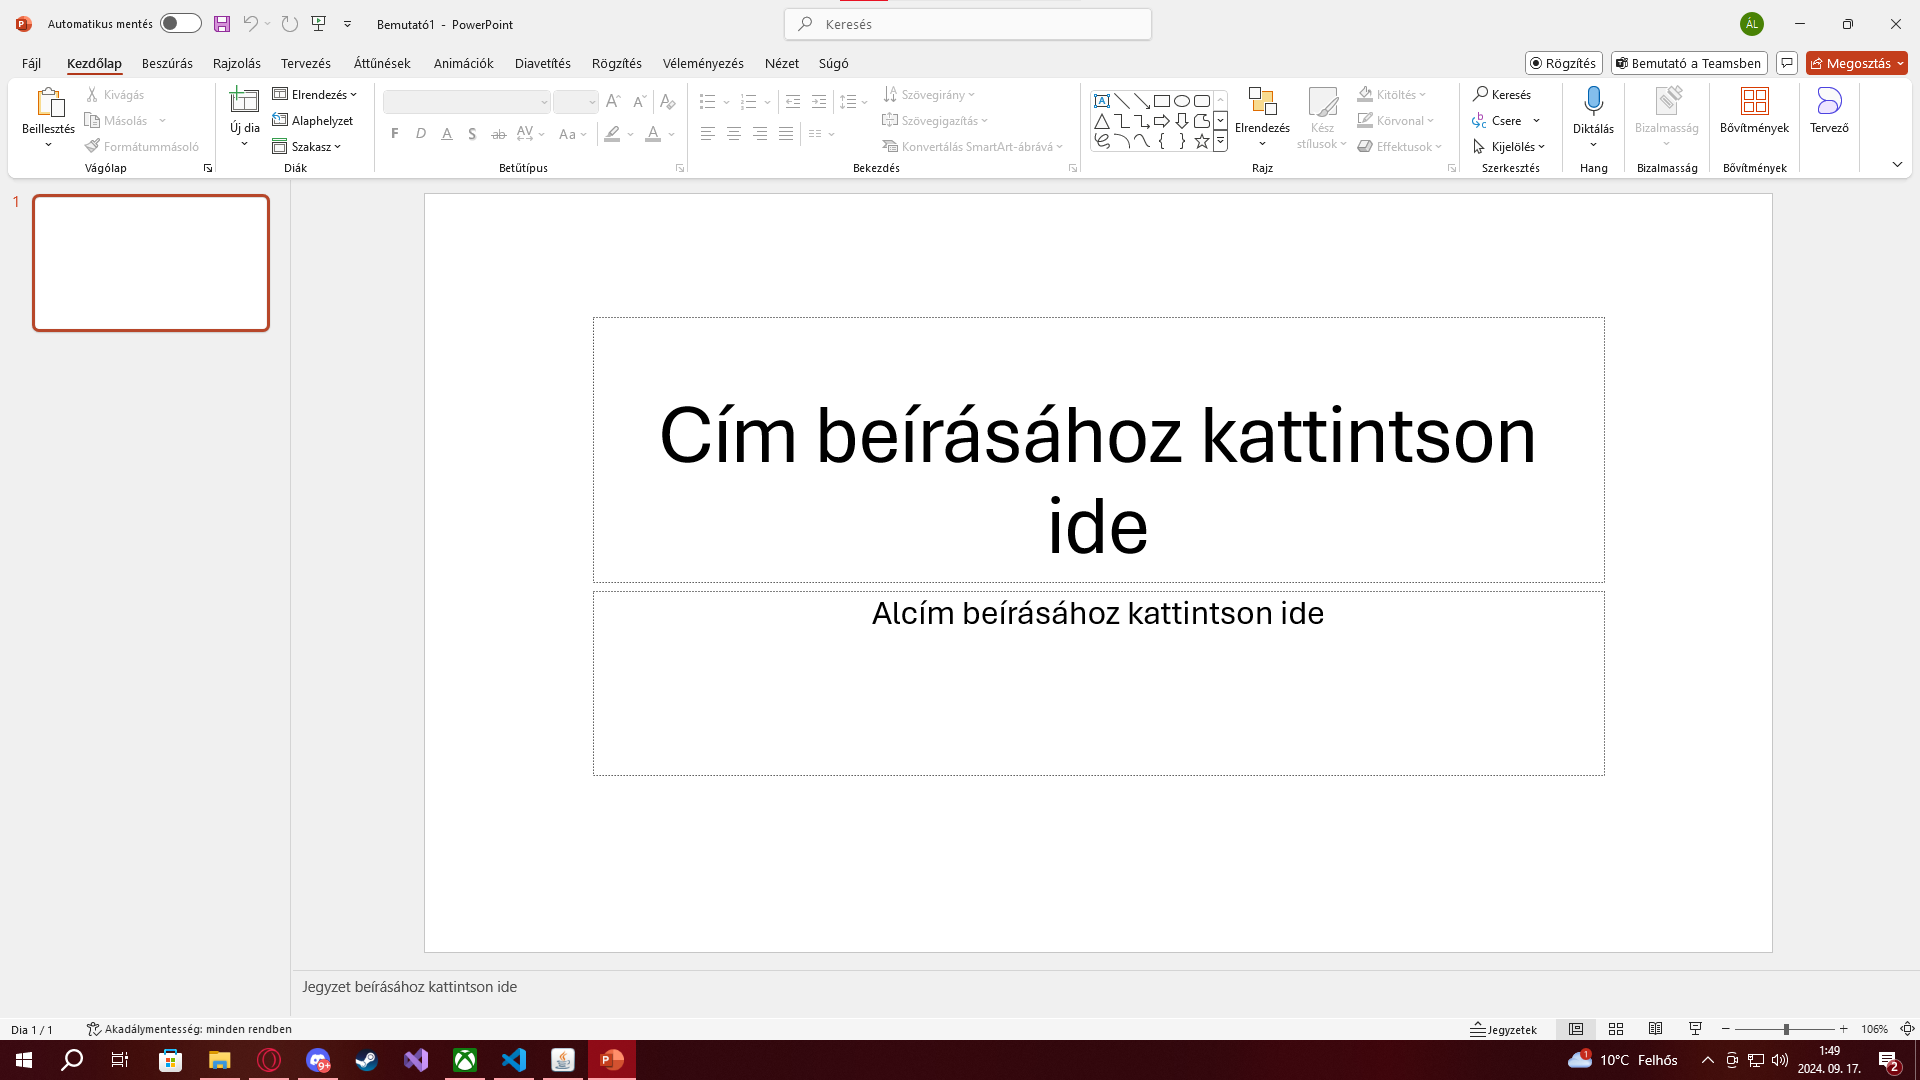 Automatikus mentés
Bemutató1 - PowerPoint
Keresés
ÁL
Fájl Kezdőlap Beszúrás Rajzolás Tervezés Áttűnések Animációk Diavetítés Rögzítés Véleményezés Nézet Súgó
Rögzítés
Bemutató a Teamsben
Megosztás
Beillesztés
Kivágás
Másolás
Formátummásoló
Vágólap
Új dia
Elrendezés
Alaphelyzet
Szakasz
Diák
F D A S ab AV Aa A
Betűtípus
Szövegirány
Szövegigazítás
Konvertálás SmartArt-ábrává
Bekezdés
Elrendezés
Kész stílusok
Kitöltés
Körvonal
Effektusok
Rajz
Keresés
Csere
Kijelölés
Szerkesztés
Diktálás
Hang
Bizalmasság
Bizalmasság
Bővítmények
Bővítmények
Tervező
1
Cím beírásához kattintson
ide
Alcím beírásához kattintson ide
Jegyzet beírásához kattintson ide
Dia 1 / 1
Akadálymentesség: minden rendben
Jegyzetek
106%
9+
1
10°C Felhős
1:49
2024. 09. 17.
2